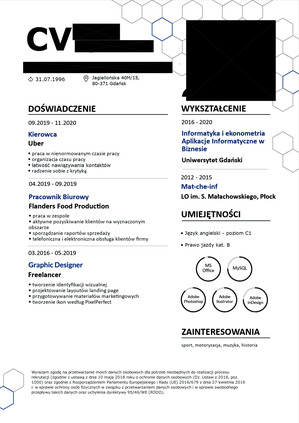 CV
31.07.1996
Jagiellońska 40M/15,
80-371 Gdańsk
DOŚWIADCZENIE
09.2019 - 11.2020
Kierowca
Uber
• praca w nienormowanym czasie pracy
• organizacja czasu pracy
• łatwość nawiązywania kontaktów
• radzenie sobie z krytyką
04.2019 - 09.2019
Pracownik Biurowy
Flanders Food Production
• praca w zespole
• aktywne pozyskiwanie klientów na wyznaczonym
obszarze
• sporządzanie raportów sprzedaży
• telefoniczna i elektroniczna obsługa klientów firmy
03.2016 - 05.2019
Graphic Designer
Freelancer
• tworzenie identyfikacji wizualnej
• projektowanie layoutów landing page
• przygotowywanie materiałów marketingowych
• tworzenie ikon według PixelPerfect
WYKSZTAŁCENIE
2016 - 2020
Informatyka i ekonometria
Aplikacje Informatyczne w
Biznesie
Uniwersytet Gdański
2012 - 2015
Mat-che-inf
LO im. S. Małachowskiego, Płock
UMIEJĘTNOŚCI
• Język angielski - poziom C1
• Prawo jazdy kat. B
MS
Office
MySQL
Adobe
Photoshop
Adobe
Illustrator
Adobe
InDesign
ZAINTERESOWANIA
sport, motoryzacja, muzyka, historia
Wyrażam zgodę na przetwarzanie moich danych osobowych dla potrzeb niezbędnych do realizacji procesu
rekrutacji (zgodnie z ustawą z dnia 10 maja 2018 roku o ochronie danych osobowych (Dz. Ustaw z 2018, poz.
1000) oraz zgodnie z Rozporządzeniem Parlamentu Europejskiego i Rady (UE) 2016/679 z dnia 27 kwietnia 2016
r. w sprawie ochrony osób fizycznych w związku z przetwarzaniem danych osobowych i w sprawie swobodnego
przepływu takich danych oraz uchylenia dyrektywy 95/46/WE (RODO).